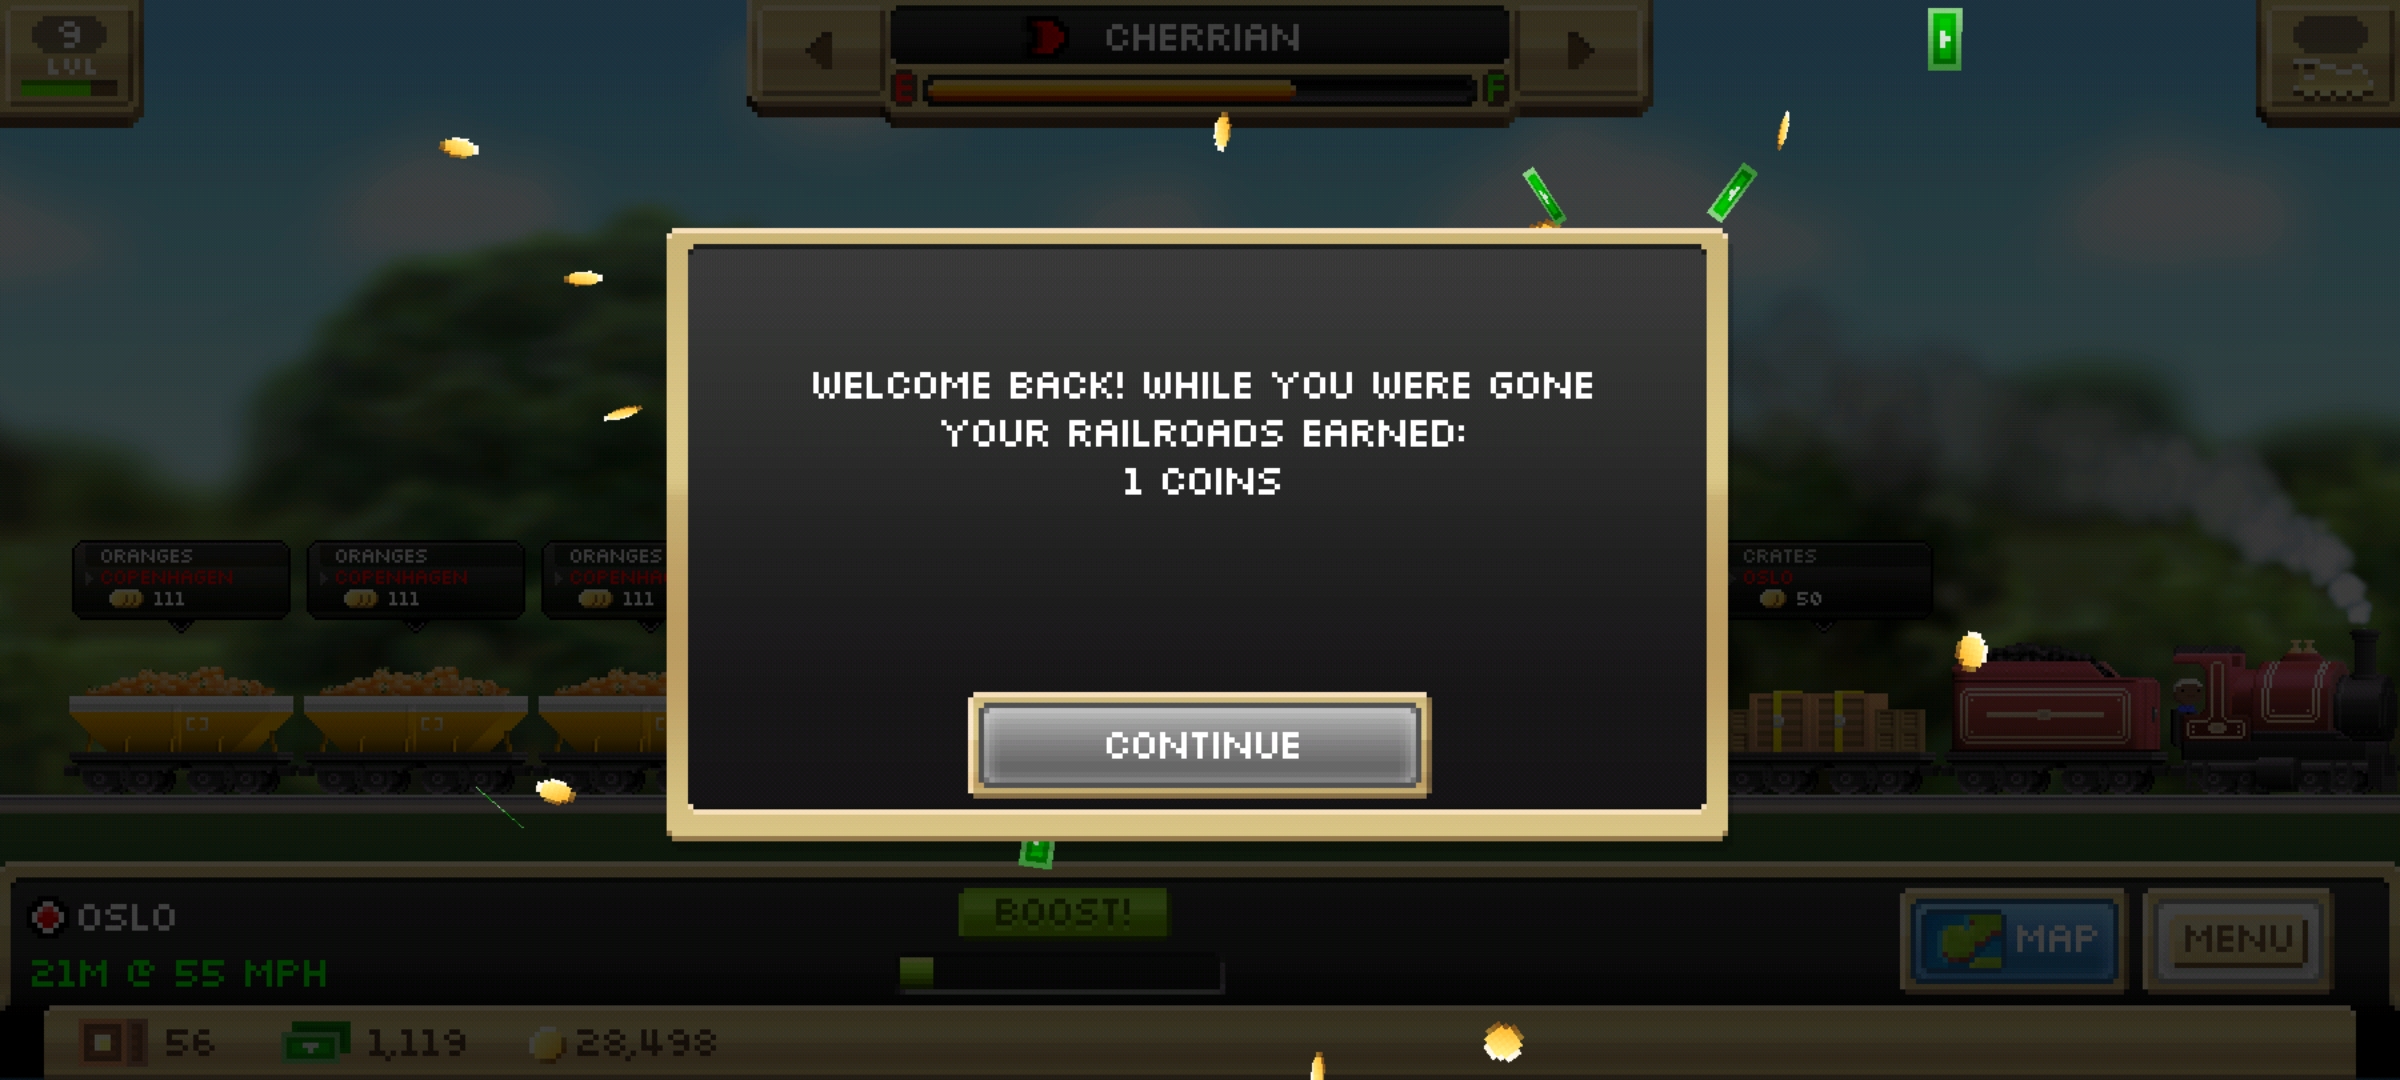 9
LVL
CHERRIAN
E
F
WELCOME BACK! WHILE YOU WERE GONE
YOUR RAILROADS EARNED:
1 COINS
CONTINUE
ORANGES
COPENHAGEN
111
ORANGES
COPENHAGEN
111
ORANGES
COPENHA
111
CRATES
OSLO
50
OSLO
21M @ 55 MPH
BOOST!
MAP
MENU
56
1,119
28,498